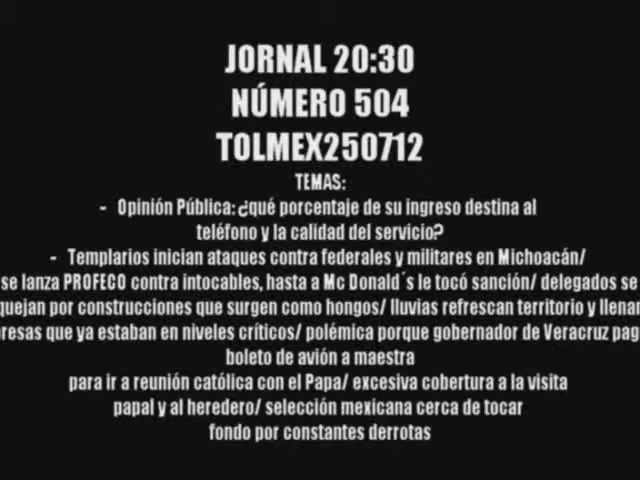 JORNAL 20:30
NÚMERO 504
TOLMEX250712
TEMAS:
- Opinión Pública: ¿qué porcentaje de su ingreso destina al
teléfono y la calidad del servicio?
- Templarios inician ataques contra federales y militares en Michoacán/
se lanza PROFECO contra intocables, hasta a Mc Donald´s le tocó sanción/ delegados se
quejan por construcciones que surgen como hongos/ lluvias refrescan territorio y llena
resas que ya estaban en niveles críticos/ polémica porque gobernador de Veracruz pag
boleto de avión a maestra
para ir a reunión católica con el Papa/ excesiva cobertura a la visita
papal y al heredero/ selección mexicana cerca de tocar
fondo por constantes derrotas